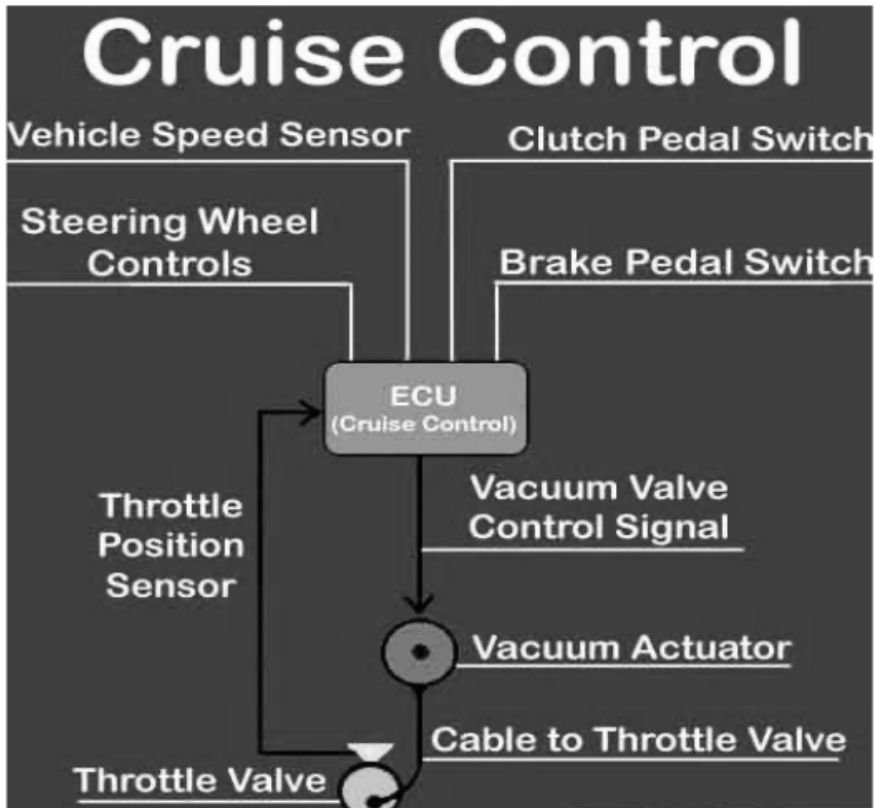 Cruise Control
Vehicle Speed Sensor
Clutch Pedal Switch
Steering Wheel
Controls
Brake Pedal Switch
ECU
(Cruise Control)
Throttle
Position
Sensor
Vacuum Valve
Control Signal
Vacuum Actuator
Cable to Throttle Valve
Throttle Valve